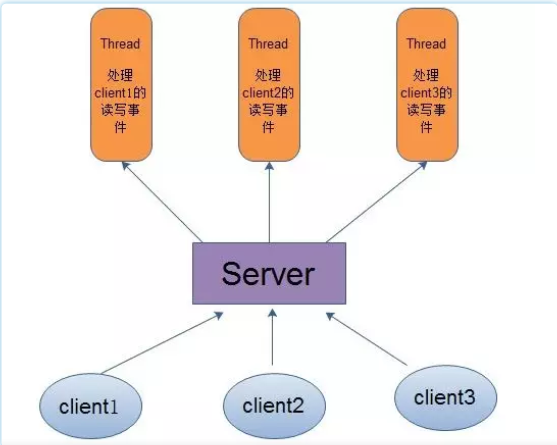 Thread
处理
client1的
读写事
件
Thread
处理
client2的
读写事
件
Thread
处理
client3的
读写事
件
Server
client1
client2
client3